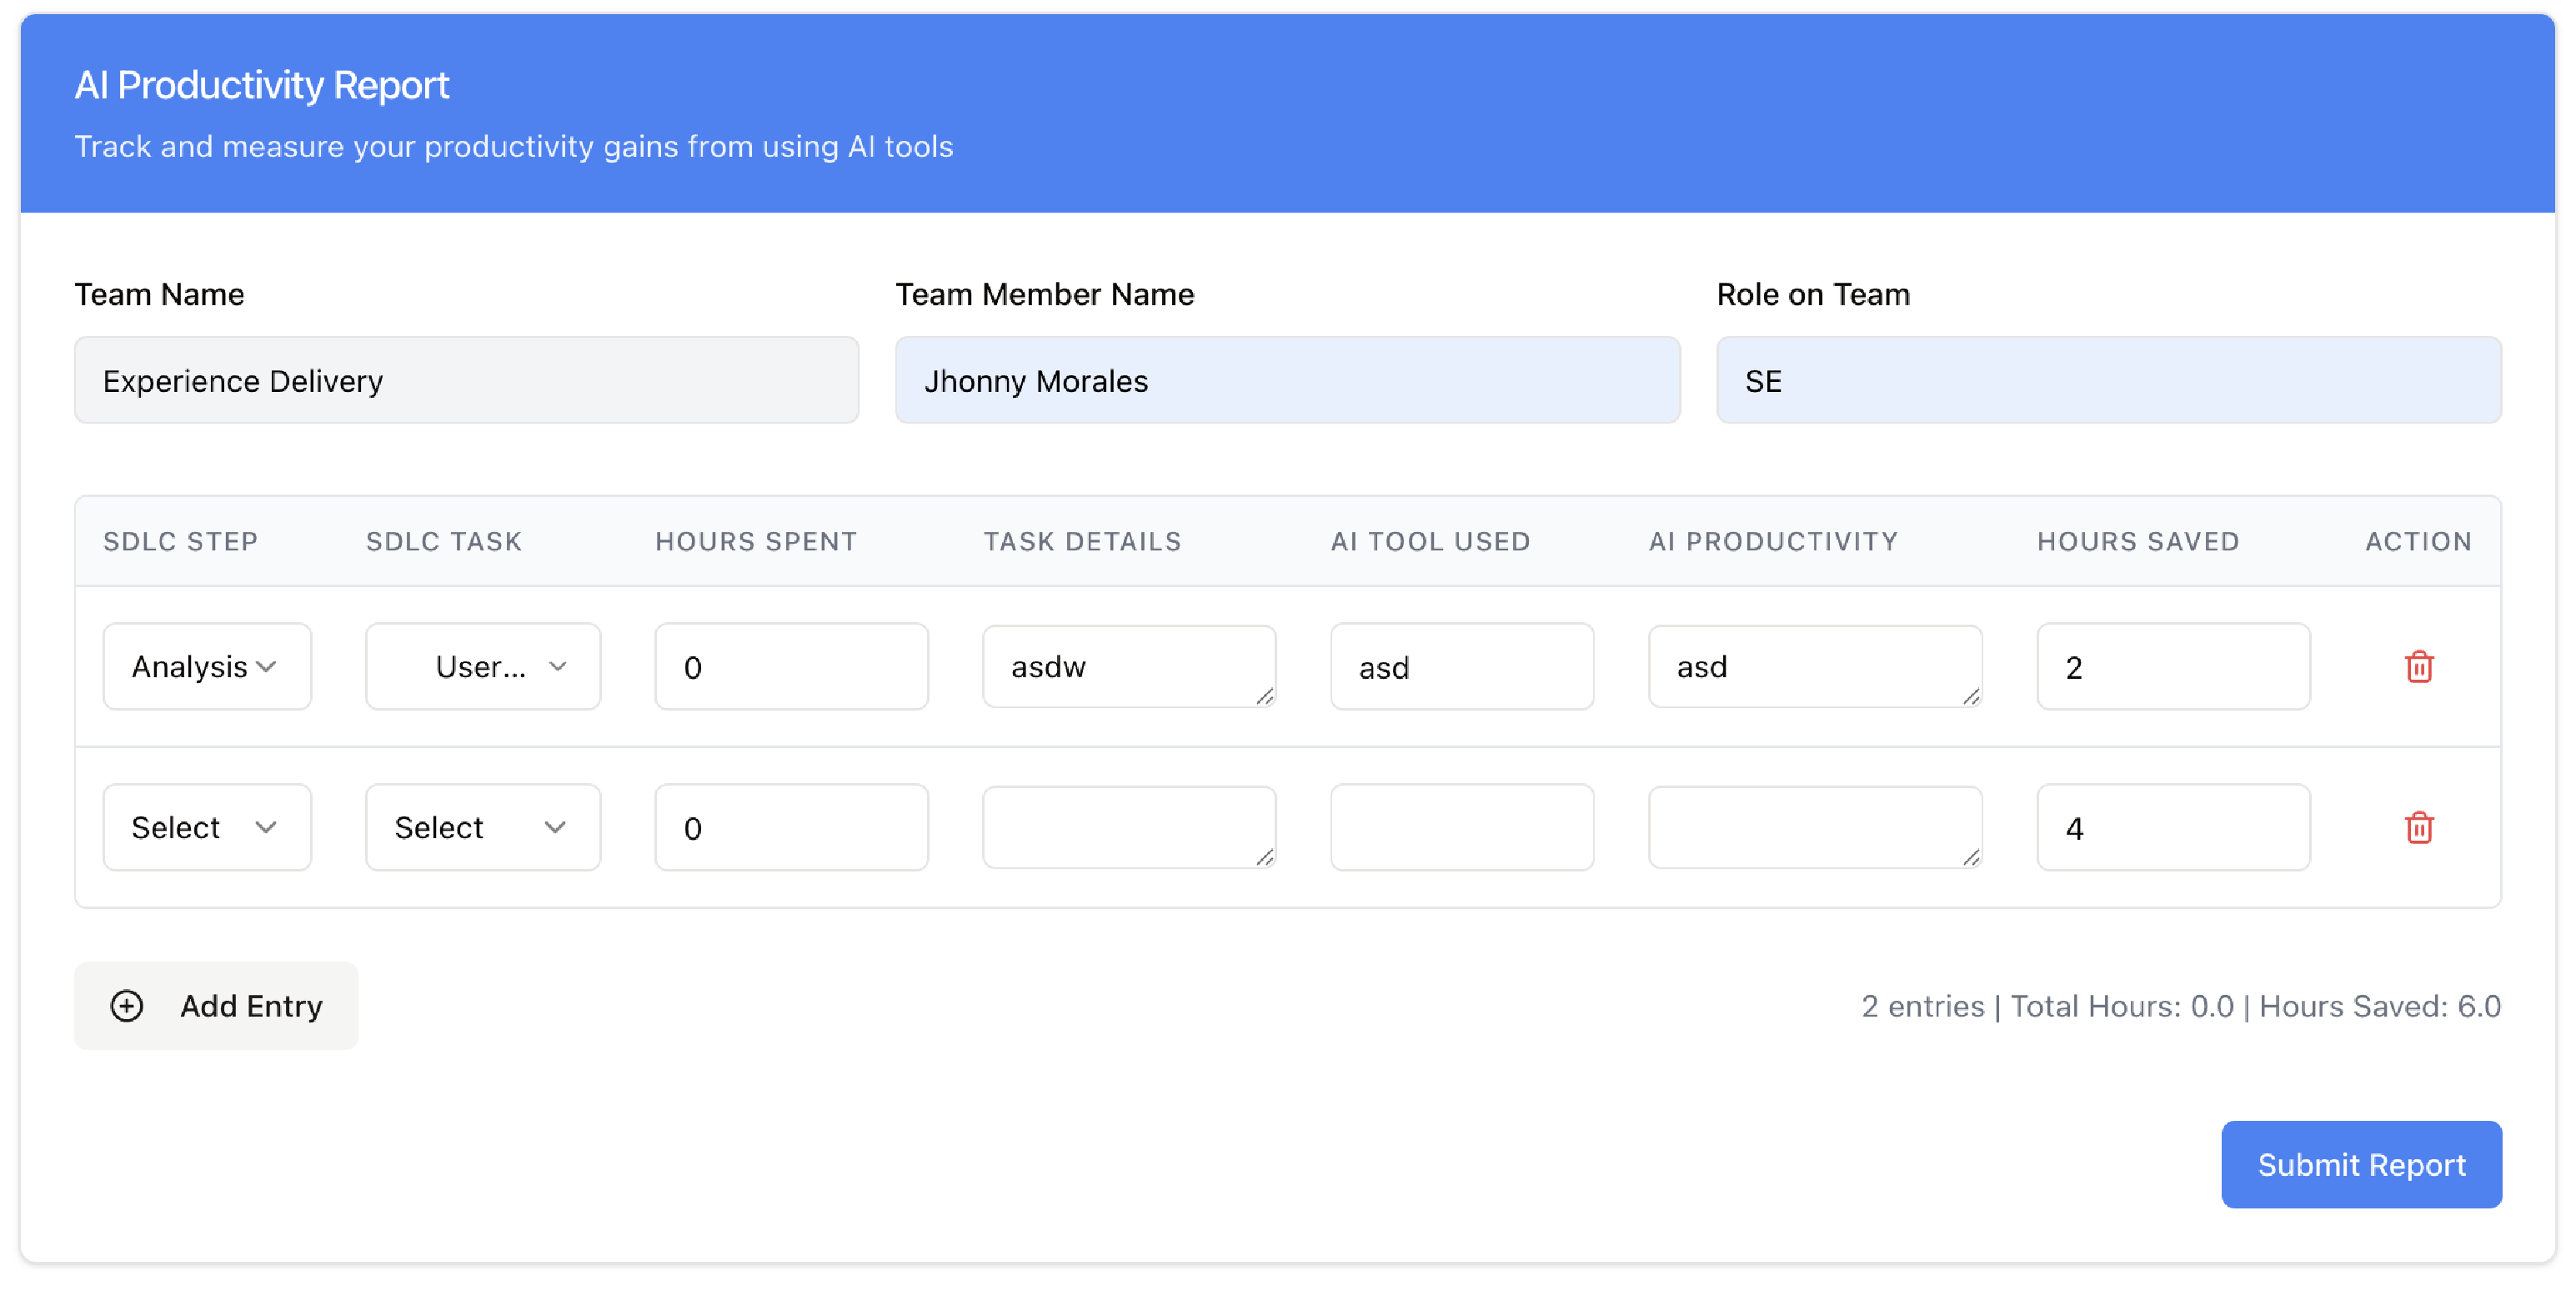 AI Productivity Report
Track and measure your productivity gains from using AI tools
Team Name Team Member Name Role on Team
Experience Delivery Jhonny Morales SE
SDLC STEP SDLC TASK HOURS SPENT TASK DETAILS AI TOOL USED AI PRODUCTIVITY HOURS SAVED ACTION
Analysis User... 0 asdw asd asd 2
Select Select 0 4
Add Entry 2 entries | Total Hours: 0.0 | Hours Saved: 6.0
Submit Report